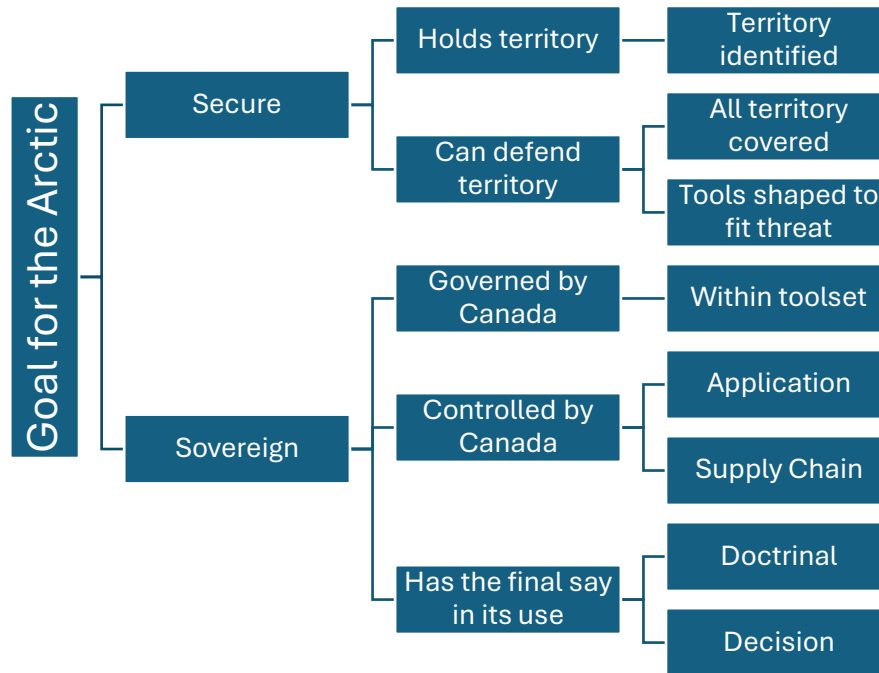 Goal for the Arctic
Secure
Holds territory
Territory
identified
Can defend
territory
All territory
covered
Tools shaped to
fit threat
Sovereign
Governed by
Canada
Within toolset
Controlled by
Canada
Application
Supply Chain
Has the final say
in its use
Doctrinal
Decision